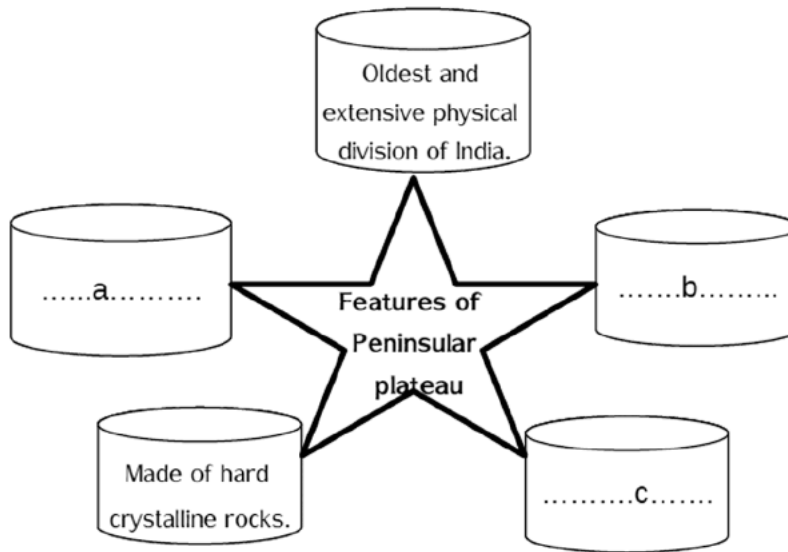 Oldest and
extensive physical
division of India.
......a..........
.......b.........
Features of
Peninsular
plateau
Made of hard
crystalline rocks.
..........c.......